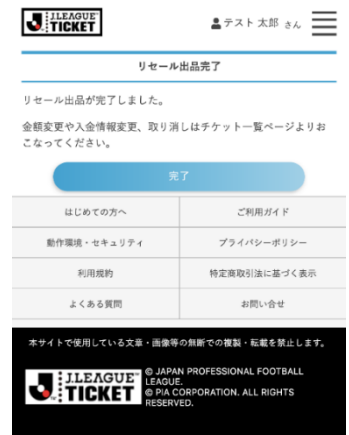 J.LEAGUE
TICKET
テスト 太郎 さん
リセール出品完了
リセール出品が完了しました。
金額変更や入金情報変更、取り消しはチケット一覧ページよりお
こなってください。
完了
はじめての方へ
ご利用ガイド
動作環境・セキュリティ
プライバシーポリシー
利用規約
特定商取引法に基づく表示
よくある質問
お問い合せ
本サイトで使用している文章・画像等の無断での複製・転載を禁止します。
J.LEAGUE
TICKET
© JAPAN PROFESSIONAL FOOTBALL
LEAGUE.
© PIA CORPORATION. ALL RIGHTS
RESERVED.